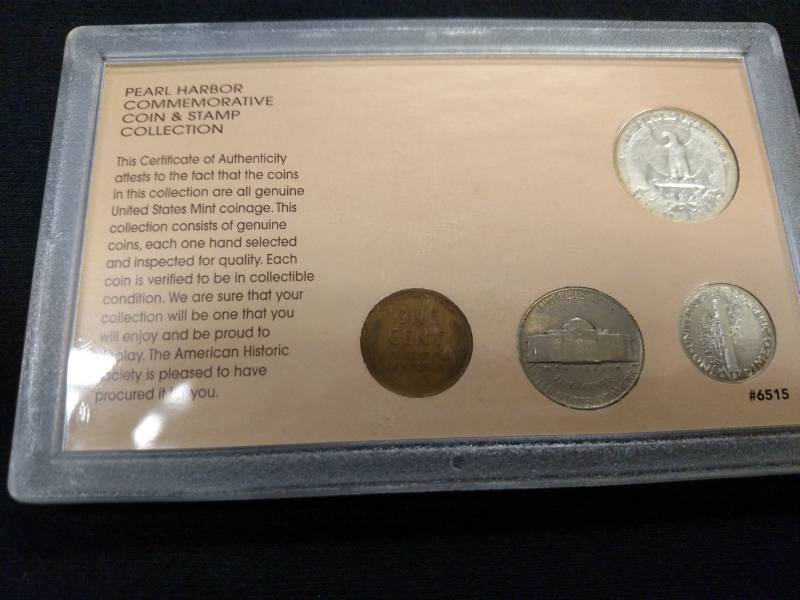 PEARL HARBOR
COMMEMORATIVE
COIN & STAMP
COLLECTION
This Certificate of Authenticity
attests to the fact that the coins
in this collection are all genuine
United States Mint coinage. This
collection consists of genuine
coins, each one hand selected
and inspected for quality. Each
coin is verified to be in collectible
condition. We are sure that your
collection will be one that you
will enjoy and be proud to
display. The American Historic
Society is pleased to have
procured it for you.
ONE
CENT
#6515